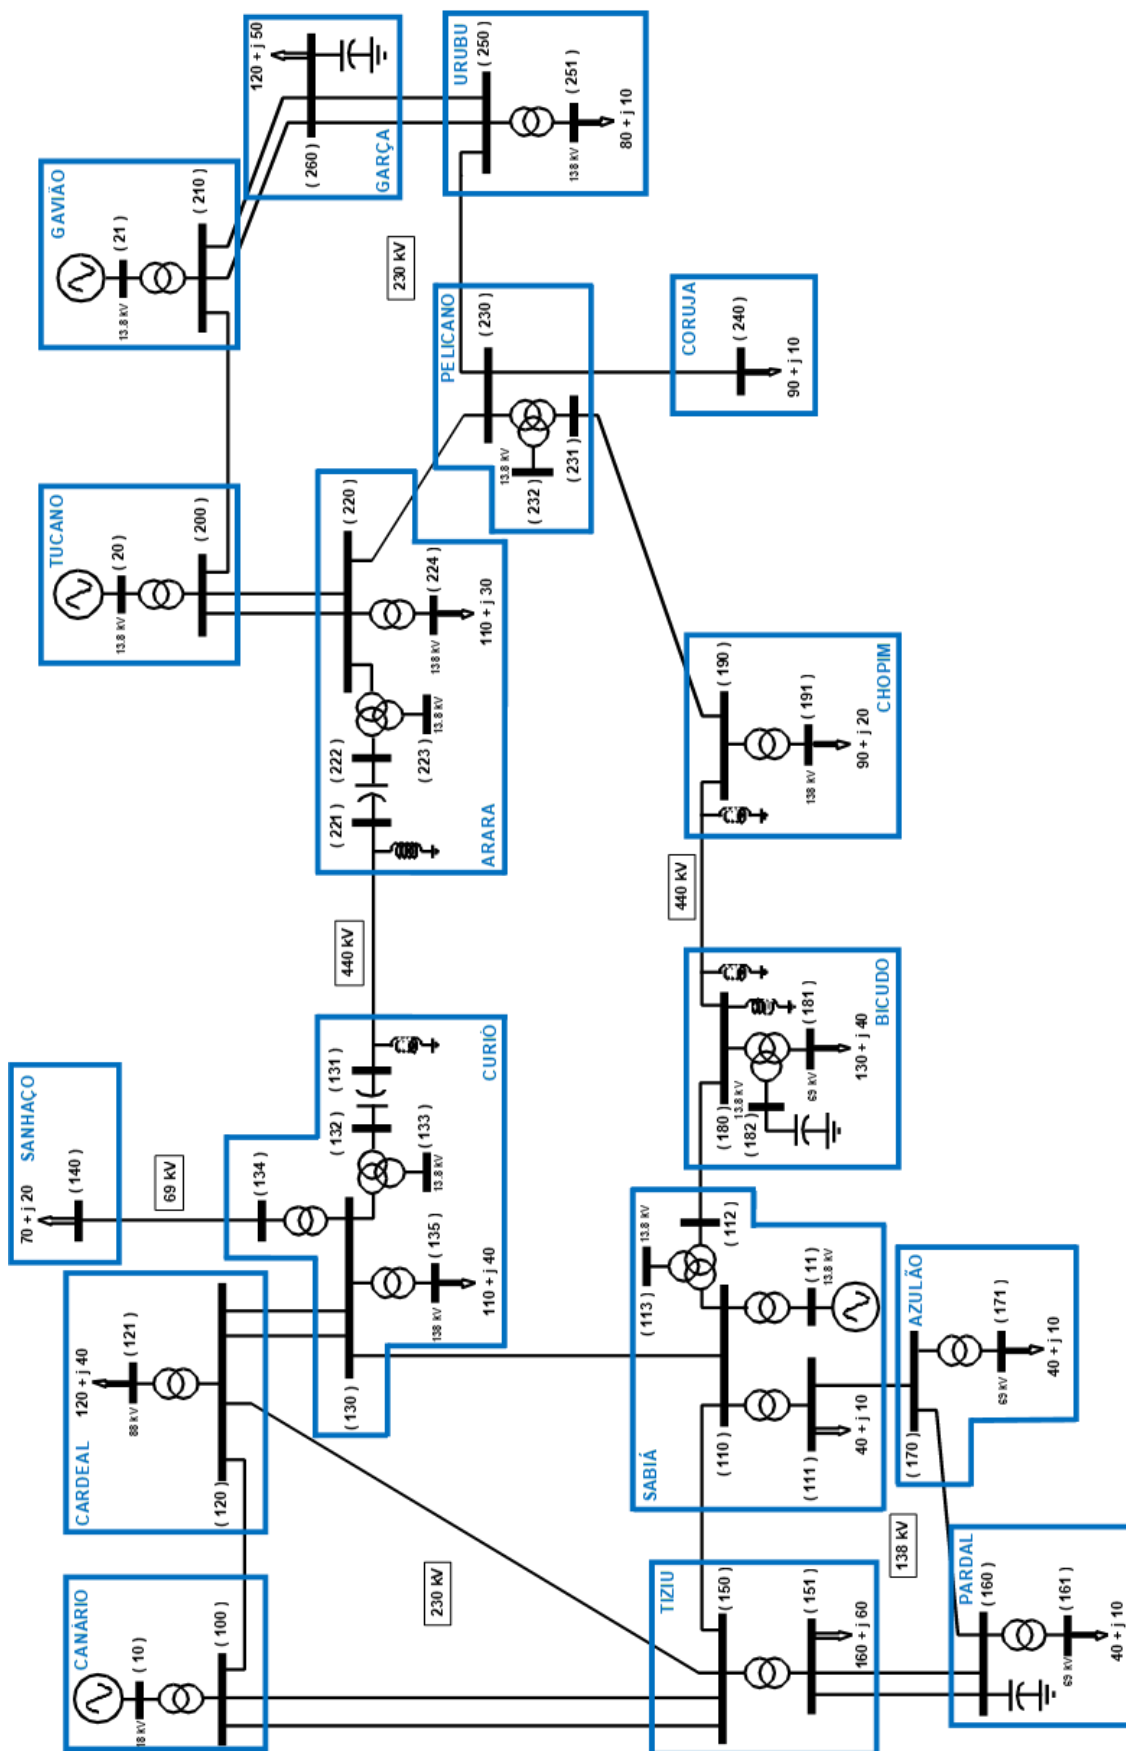 CANÁRIO
( 10 )
18 kV
( 100 )
CARDEAL
120 + j 40
( 121 )
88 kV
( 120 )
SANHAÇO
70 + j 20
( 140 )
69 kV
TUCANO
( 20 )
13.8 kV
( 200 )
GAVIÃO
( 21 )
13.8 kV
( 210 )
120 + j 50
( 260 )
GARÇA
230 kV
( 134 )
( 130 )
( 132 )
( 131 )
( 133 )
13.8 kV
( 135 )
138 kV
110 + j 40
CURIÓ
440 kV
( 221 )
( 222 )
( 223 )
13.8 kV
( 220 )
( 224 )
138 kV
110 + j 30
ARARA
PELICANO
( 230 )
13.8 kV
( 232 )
( 231 )
230 kV
URUBU
( 250 )
( 251 )
138 kV
80 + j 10
TIZIU
( 150 )
( 151 )
160 + j 60
SABIÁ
( 113 )
13.8 kV
( 112 )
( 110 )
( 11 )
13.8 kV
( 111 )
40 + j 10
( 180 )
13.8 kV
( 182 )
( 181 )
69 kV
130 + j 40
BICUDO
440 kV
( 190 )
( 191 )
138 kV
90 + j 20
CHOPIM
CORUJA
( 240 )
90 + j 10
138 kV
PARDAL
( 160 )
( 161 )
69 kV
40 + j 10
AZULÃO
( 170 )
( 171 )
69 kV
40 + j 10